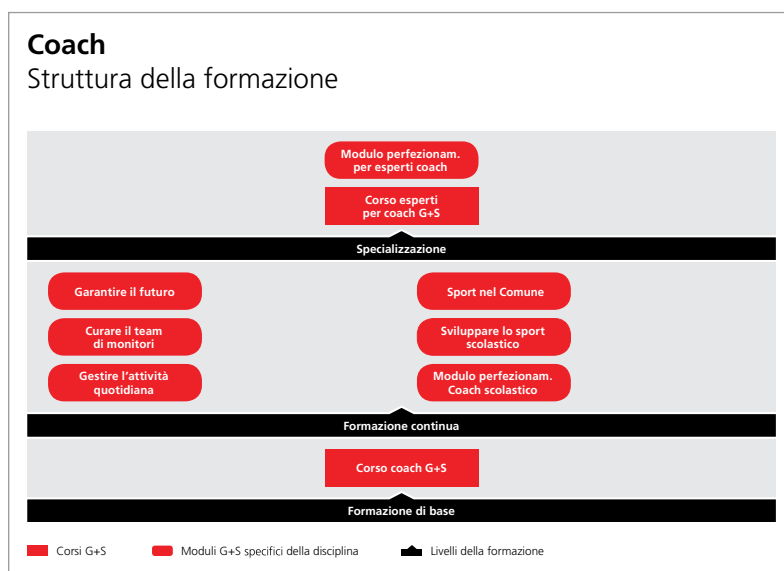 Coach
Struttura della formazione
Modulo perfezionam.
per esperti coach
Corso esperti
per coach G+S
Specializzazione
Garantire il futuro
Sport nel Comune
Curare il team
di monitori
Sviluppare lo sport
scolastico
Gestire l'attività
quotidiana
Modulo perfezionam.
Coach scolastico
Formazione continua
Corso coach G+S
Formazione di base
Corsi G+S
Moduli G+S specifici della disciplina
Livelli della formazione